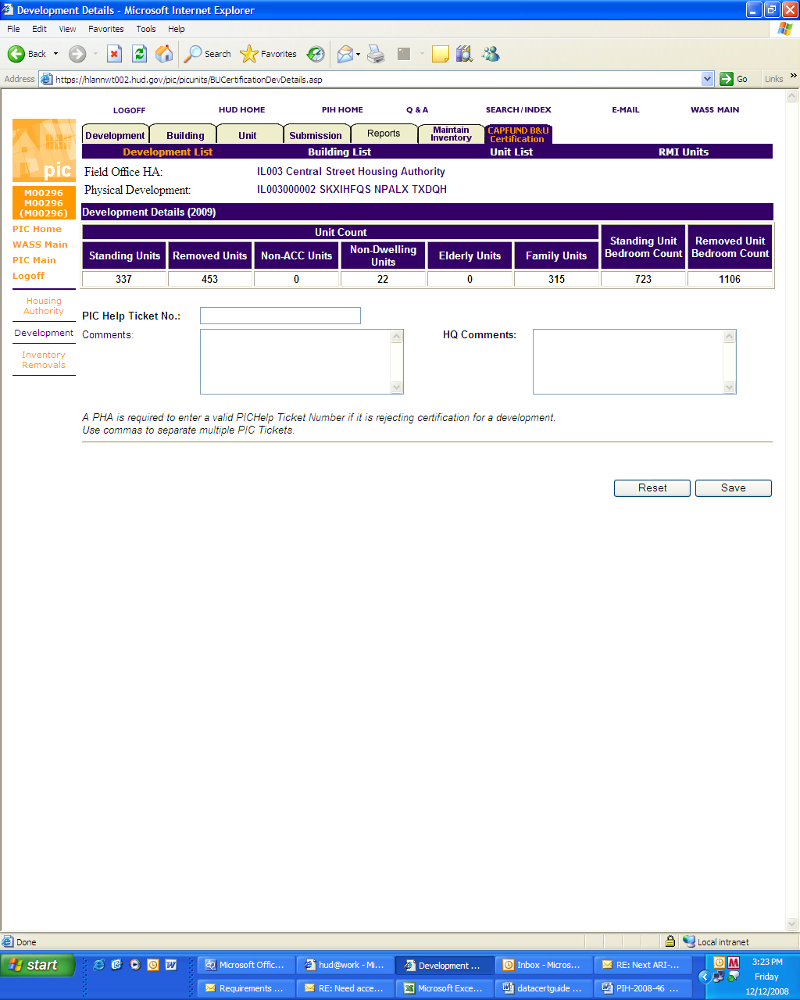 Development Details - Microsoft Internet Explorer
File Edit View Favorites Tools Help
Back Search Favorites
Address https://hlannwt002.hud.gov/pic/picunits/BUCertificationDevDetails.asp Go Links »
LOGOFF HUD HOME PIH HOME Q & A SEARCH / INDEX E-MAIL WASS MAIN
Development Building Unit Submission Reports Maintain Inventory CAPFUND B&U Certification
Development List Building List Unit List RMI Units
pic
M00296
M00296
(M00296)
PIC Home
WASS Main
PIC Main
Logoff
Housing
Authority
Development
Inventory
Removals
Field Office HA: IL003 Central Street Housing Authority
Physical Development: IL003000002 SKXIHFQS NPALX TXDQH
Development Details (2009)
Unit Count Standing Unit Bedroom Count Removed Unit Bedroom Count
Standing Units Removed Units Non-ACC Units Non-Dwelling Units Elderly Units Family Units
337 453 0 22 0 315 723 1106
PIC Help Ticket No.:
Comments: HQ Comments:
A PHA is required to enter a valid PICHelp Ticket Number if it is rejecting certification for a development.
Use commas to separate multiple PIC Tickets.
Reset Save
Done Local intranet
start Microsoft Offic... hud@work - Mi... Development ... Inbox - Micros... RE: Next ARI-... 3:23 PM
Friday
Requirements ... RE: Need acce... Microsoft Exce... datacertguide ... PIH-2008-46 ... 12/12/2008